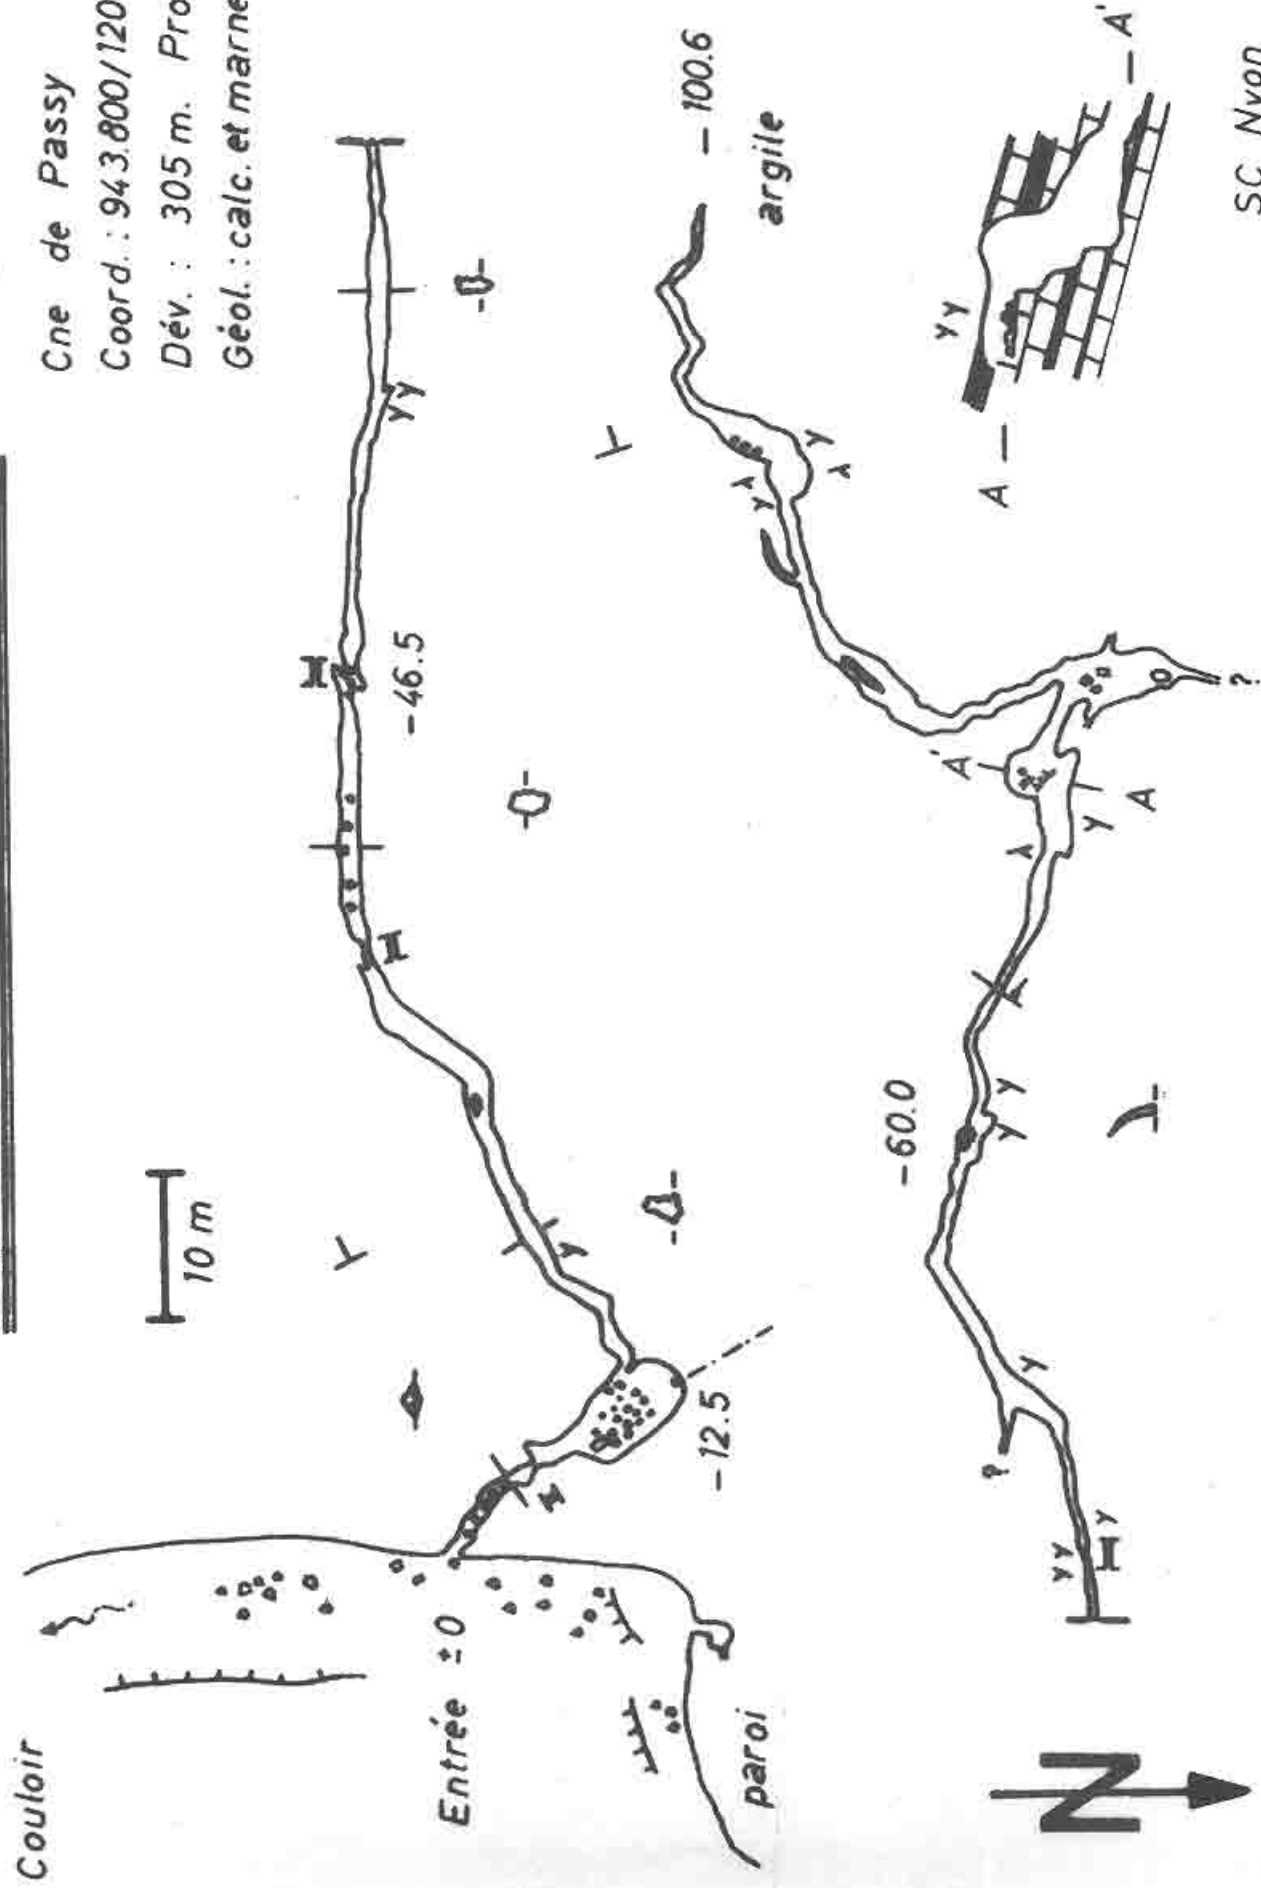 Cne de Passy
Coord. : 943.800/120
Dév. : 305 m. Pro
Géol. : calc. et marne
Couloir
10 m
Entrée ±0
paroi
-12.5
-46.5
N
YY
Y
-60.0
-100.6
argile
?
?
A
A'
A — — A'
SC Nyon